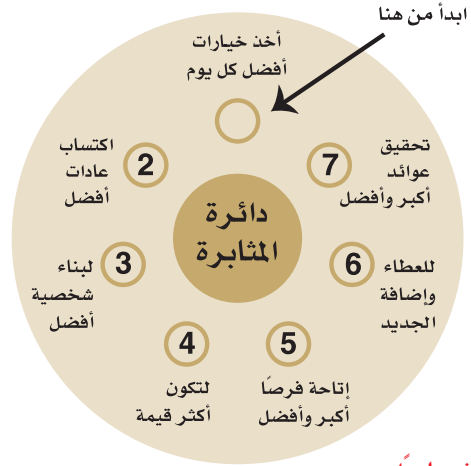 ابدأ من هنا
أخذ خيارات
أفضل كل يوم
2
اكتساب
عادات
أفضل
3
لبناء
شخصية
أفضل
4
لتكون
أكثر قيمة
5
إتاحة فرصًا
أكبر وأفضل
6
للعطاء
وإضافة
الجديد
7
تحقيق
عوائد
أكبر وأفضل
دائرة
المثابرة